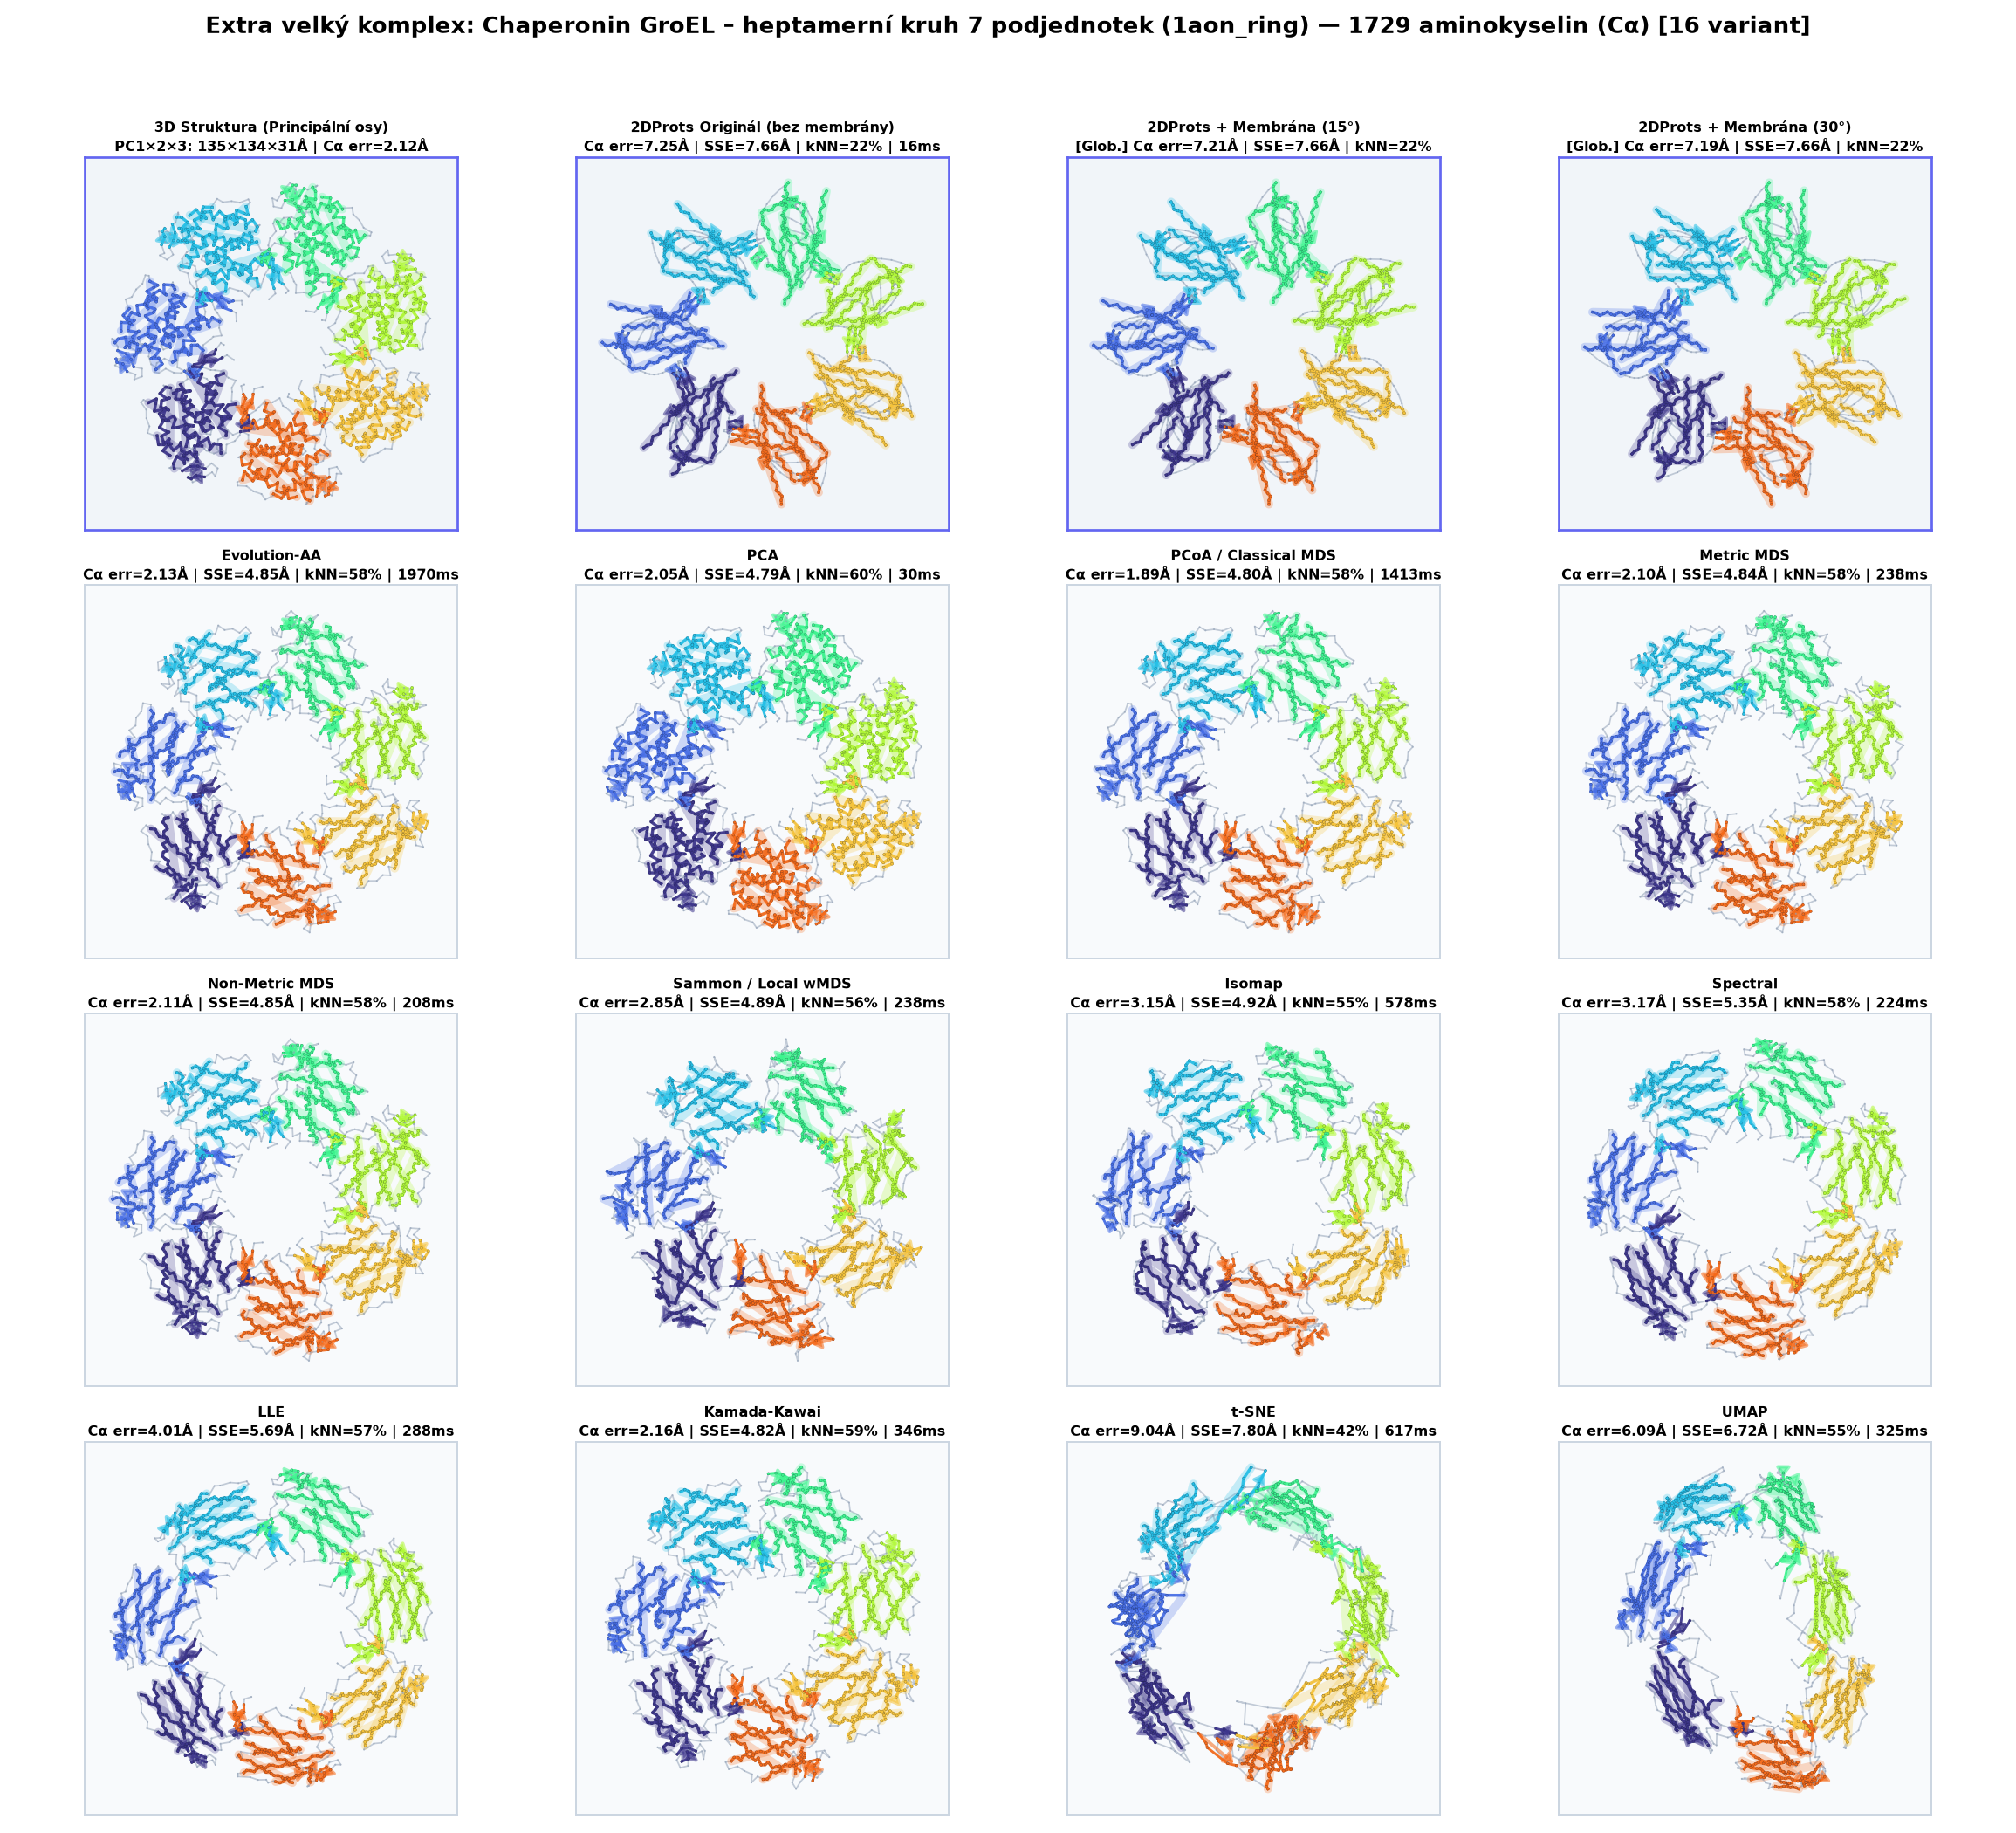 Extra velký komplex: Chaperonin GroEL – heptamerní kruh 7 podjednotek (1aon_ring) — 1729 aminokyselin (Cα) [16 variant]
3D Struktura (Principální osy)
PC1×2×3: 135×134×31Å | Cα err=2.12Å
2DProts Originál (bez membrány)
Cα err=7.25Å | SSE=7.66Å | kNN=22% | 16ms
2DProts + Membrána (15°)
[Glob.] Cα err=7.21Å | SSE=7.66Å | kNN=22%
2DProts + Membrána (30°)
[Glob.] Cα err=7.19Å | SSE=7.66Å | kNN=22%
Evolution-AA
Cα err=2.13Å | SSE=4.85Å | kNN=58% | 1970ms
PCA
Cα err=2.05Å | SSE=4.79Å | kNN=60% | 30ms
PCoA / Classical MDS
Cα err=1.89Å | SSE=4.80Å | kNN=58% | 1413ms
Metric MDS
Cα err=2.10Å | SSE=4.84Å | kNN=58% | 238ms
Non-Metric MDS
Cα err=2.11Å | SSE=4.85Å | kNN=58% | 208ms
Sammon / Local wMDS
Cα err=2.85Å | SSE=4.89Å | kNN=56% | 238ms
Isomap
Cα err=3.15Å | SSE=4.92Å | kNN=55% | 578ms
Spectral
Cα err=3.17Å | SSE=5.35Å | kNN=58% | 224ms
LLE
Cα err=4.01Å | SSE=5.69Å | kNN=57% | 288ms
Kamada-Kawai
Cα err=2.16Å | SSE=4.82Å | kNN=59% | 346ms
t-SNE
Cα err=9.04Å | SSE=7.80Å | kNN=42% | 617ms
UMAP
Cα err=6.09Å | SSE=6.72Å | kNN=55% | 325ms